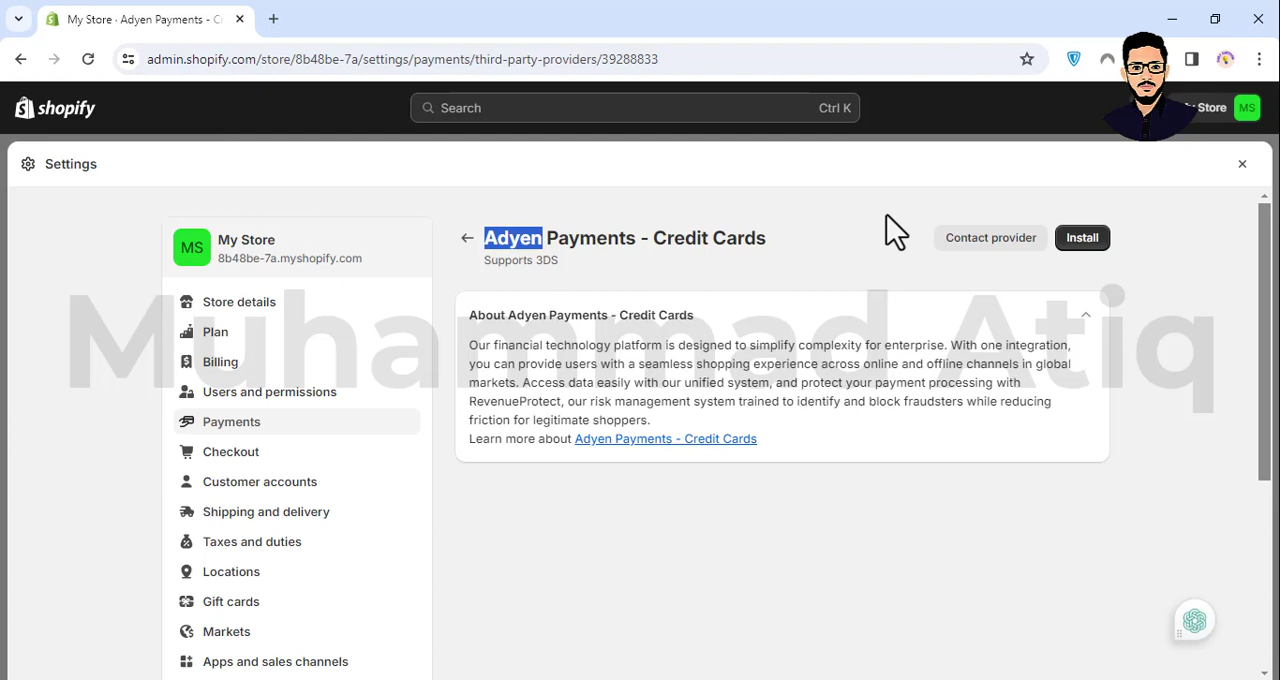 My Store · Adyen Payments - C
admin.shopify.com/store/8b48be-7a/settings/payments/third-party-providers/39288833
shopify
Search
Ctrl K
Store
MS
Settings
MS
My Store
8b48be-7a.myshopify.com
Adyen Payments - Credit Cards
Supports 3DS
Contact provider
Install
Store details
Plan
Billing
Users and permissions
Payments
Checkout
Customer accounts
Shipping and delivery
Taxes and duties
Locations
Gift cards
Markets
Apps and sales channels
About Adyen Payments - Credit Cards
Our financial technology platform is designed to simplify complexity for enterprise. With one integration,
you can provide users with a seamless shopping experience across online and offline channels in global
markets. Access data easily with our unified system, and protect your payment processing with
RevenueProtect, our risk management system trained to identify and block fraudsters while reducing
friction for legitimate shoppers.
Learn more about Adyen Payments - Credit Cards
Muhammad Atiq